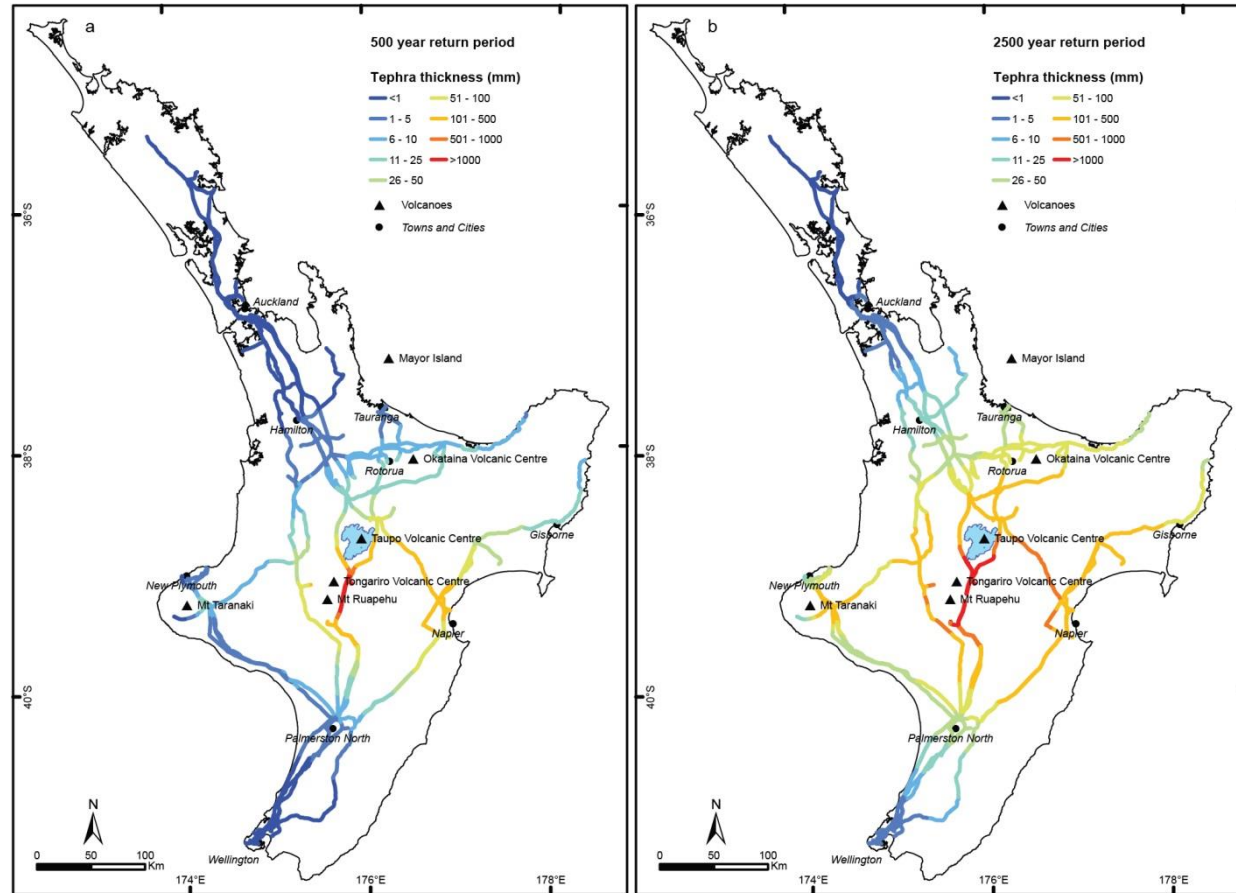 a
500 year return period
Tephra thickness (mm)
<1
51 - 100
1 - 5
101 - 500
6 - 10
501 - 1000
11 - 25
>1000
26 - 50
Volcanoes
Towns and Cities
36°S
Auckland
Mayor Island
Tauranga
Hamilton
38°S
Rotorua
Okataina Volcanic Centre
Gisborne
Taupo Volcanic Centre
New Plymouth
Tongariro Volcanic Centre
Mt Taranaki
Mt Ruapehu
Napier
40°S
Palmerston North
N
0 50 100
Km
Wellington
174°E 176°E 178°E
b
2500 year return period
Tephra thickness (mm)
<1
51 - 100
1 - 5
101 - 500
6 - 10
501 - 1000
11 - 25
>1000
26 - 50
Volcanoes
Towns and Cities
36°S
Auckland
Mayor Island
Tauranga
Hamilton
38°S
Rotorua
Okataina Volcanic Centre
Gisborne
Taupo Volcanic Centre
New Plymouth
Tongariro Volcanic Centre
Mt Taranaki
Mt Ruapehu
Napier
40°S
Palmerston North
N
0 50 100
Km
Wellington
174°E 176°E 178°E